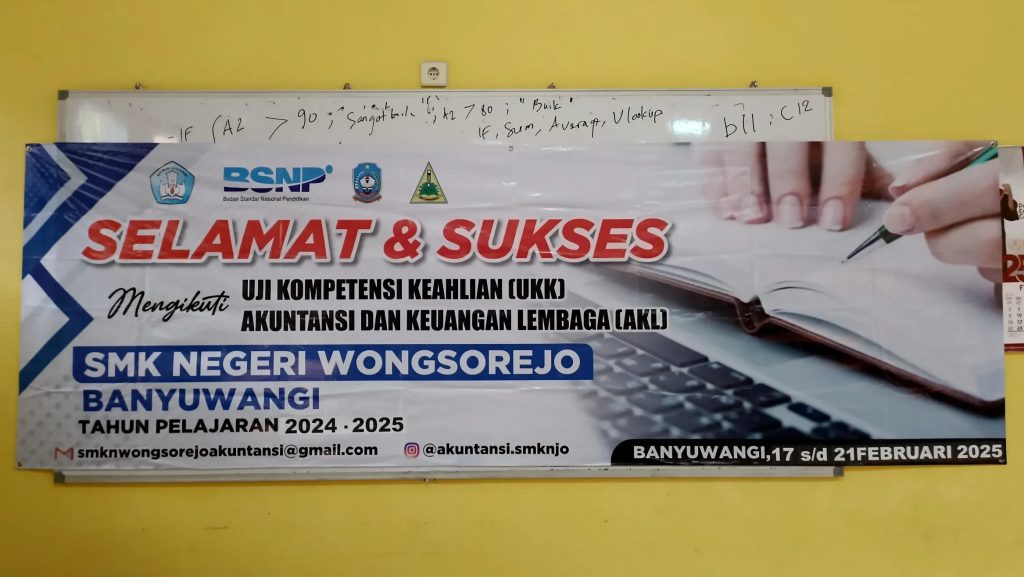 IF (A2 > 90 ; "Sangat baik" ; A2 > 80 ; "Baik"
IF, Sum, Average, Vlookup
b11 ; C12
BSNP
Badan Standar Nasional Pendidikan
SELAMAT & SUKSES
Mengikuti
UJI KOMPETENSI KEAHLIAN (UKK)
AKUNTANSI DAN KEUANGAN LEMBAGA (AKL)
SMK NEGERI WONGSOREJO
BANYUWANGI
TAHUN PELAJARAN 2024 - 2025
smknwongsorejoakuntansi@gmail.com
@akuntansi.smknjo
BANYUWANGI,17 s/d 21FEBRUARI 2025